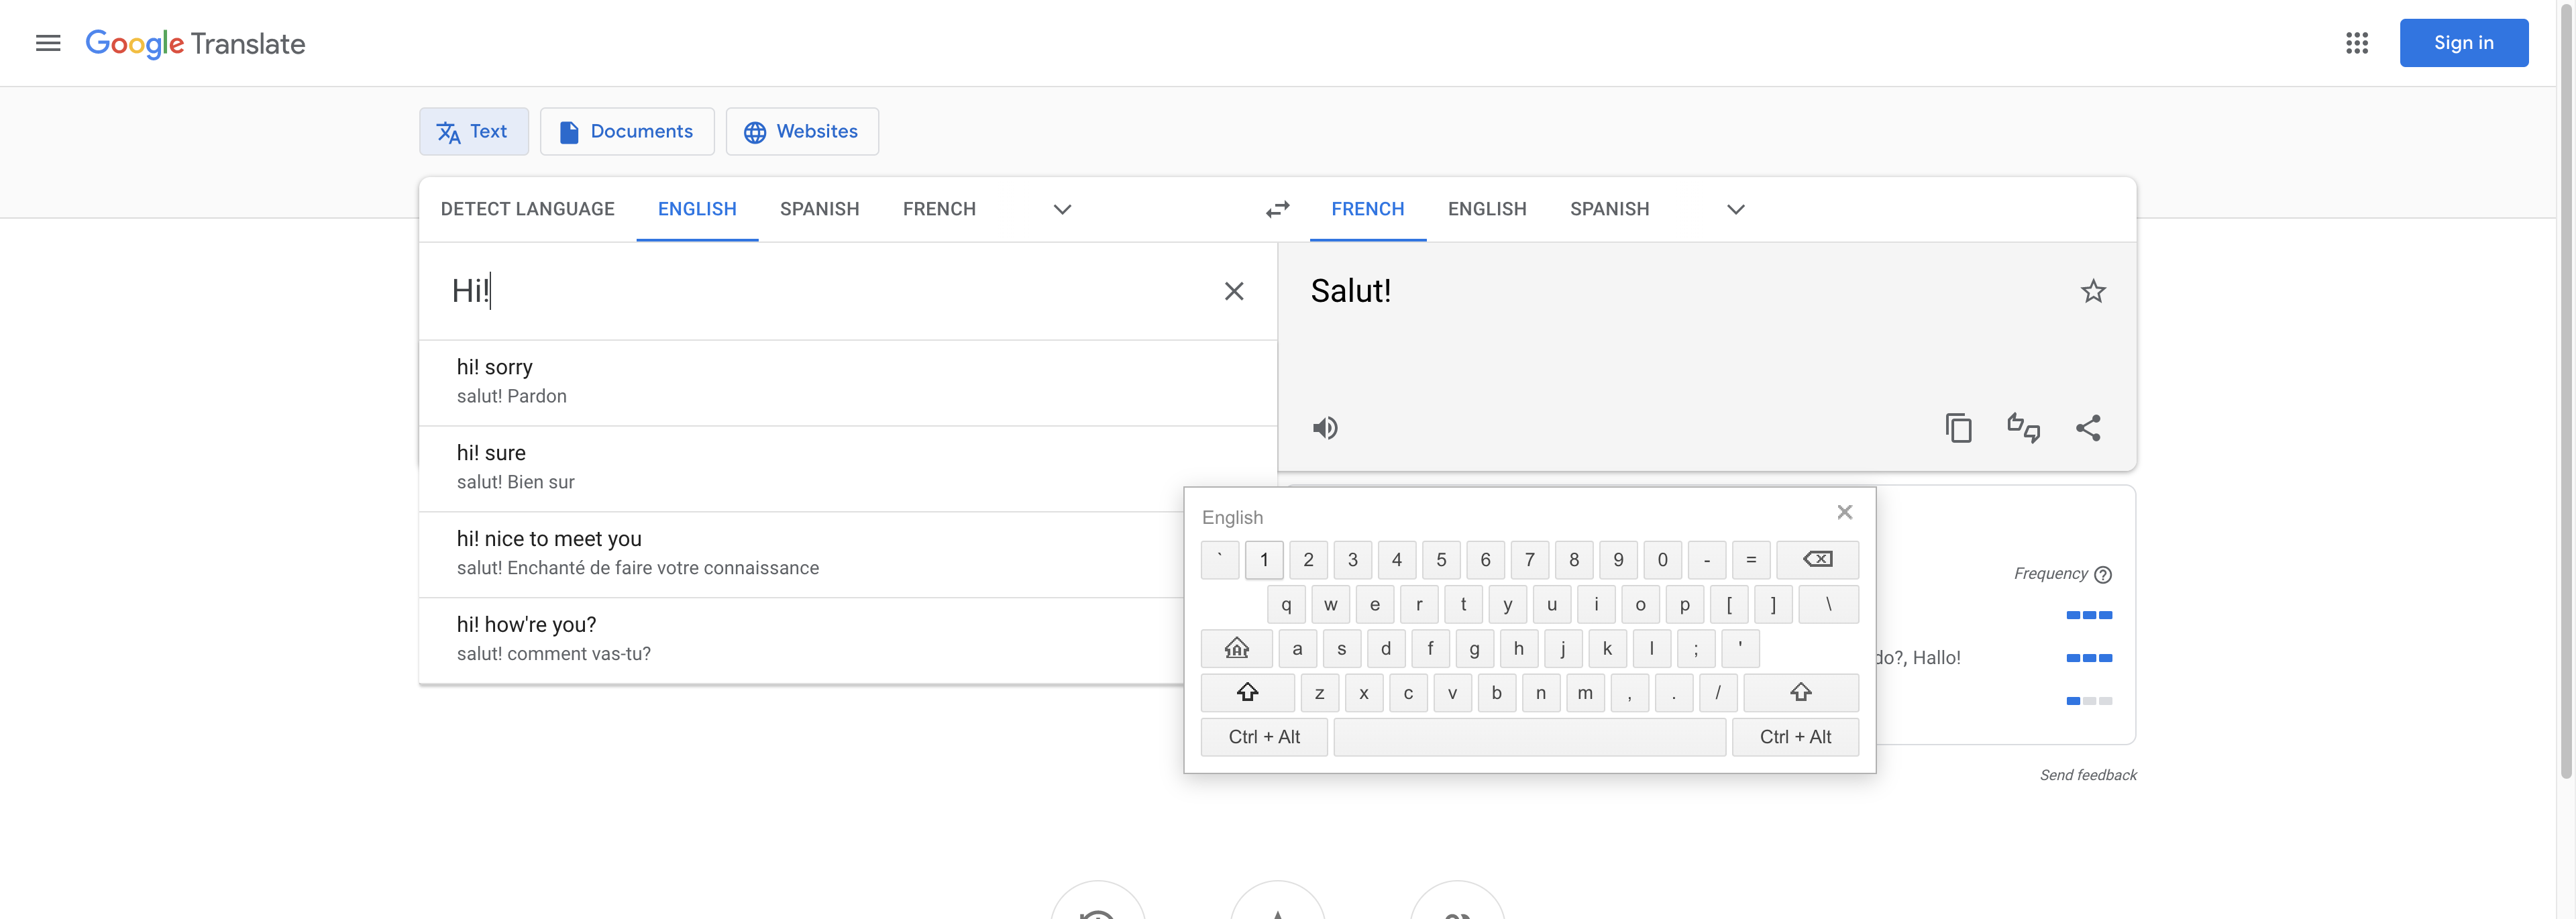 Google Translate
Sign in
Text
Documents
Websites
DETECT LANGUAGE
ENGLISH
SPANISH
FRENCH
FRENCH
ENGLISH
SPANISH
Hi!
Salut!
hi! sorry
salut! Pardon
hi! sure
salut! Bien sur
hi! nice to meet you
salut! Enchanté de faire votre connaissance
hi! how're you?
salut! comment vas-tu?
English
` 1 2 3 4 5 6 7 8 9 0 - =
q w e r t y u i o p [ ] \
a s d f g h j k l ; '
z x c v b n m , . /
Ctrl + Alt Ctrl + Alt
Frequency
do?, Hallo!
Send feedback